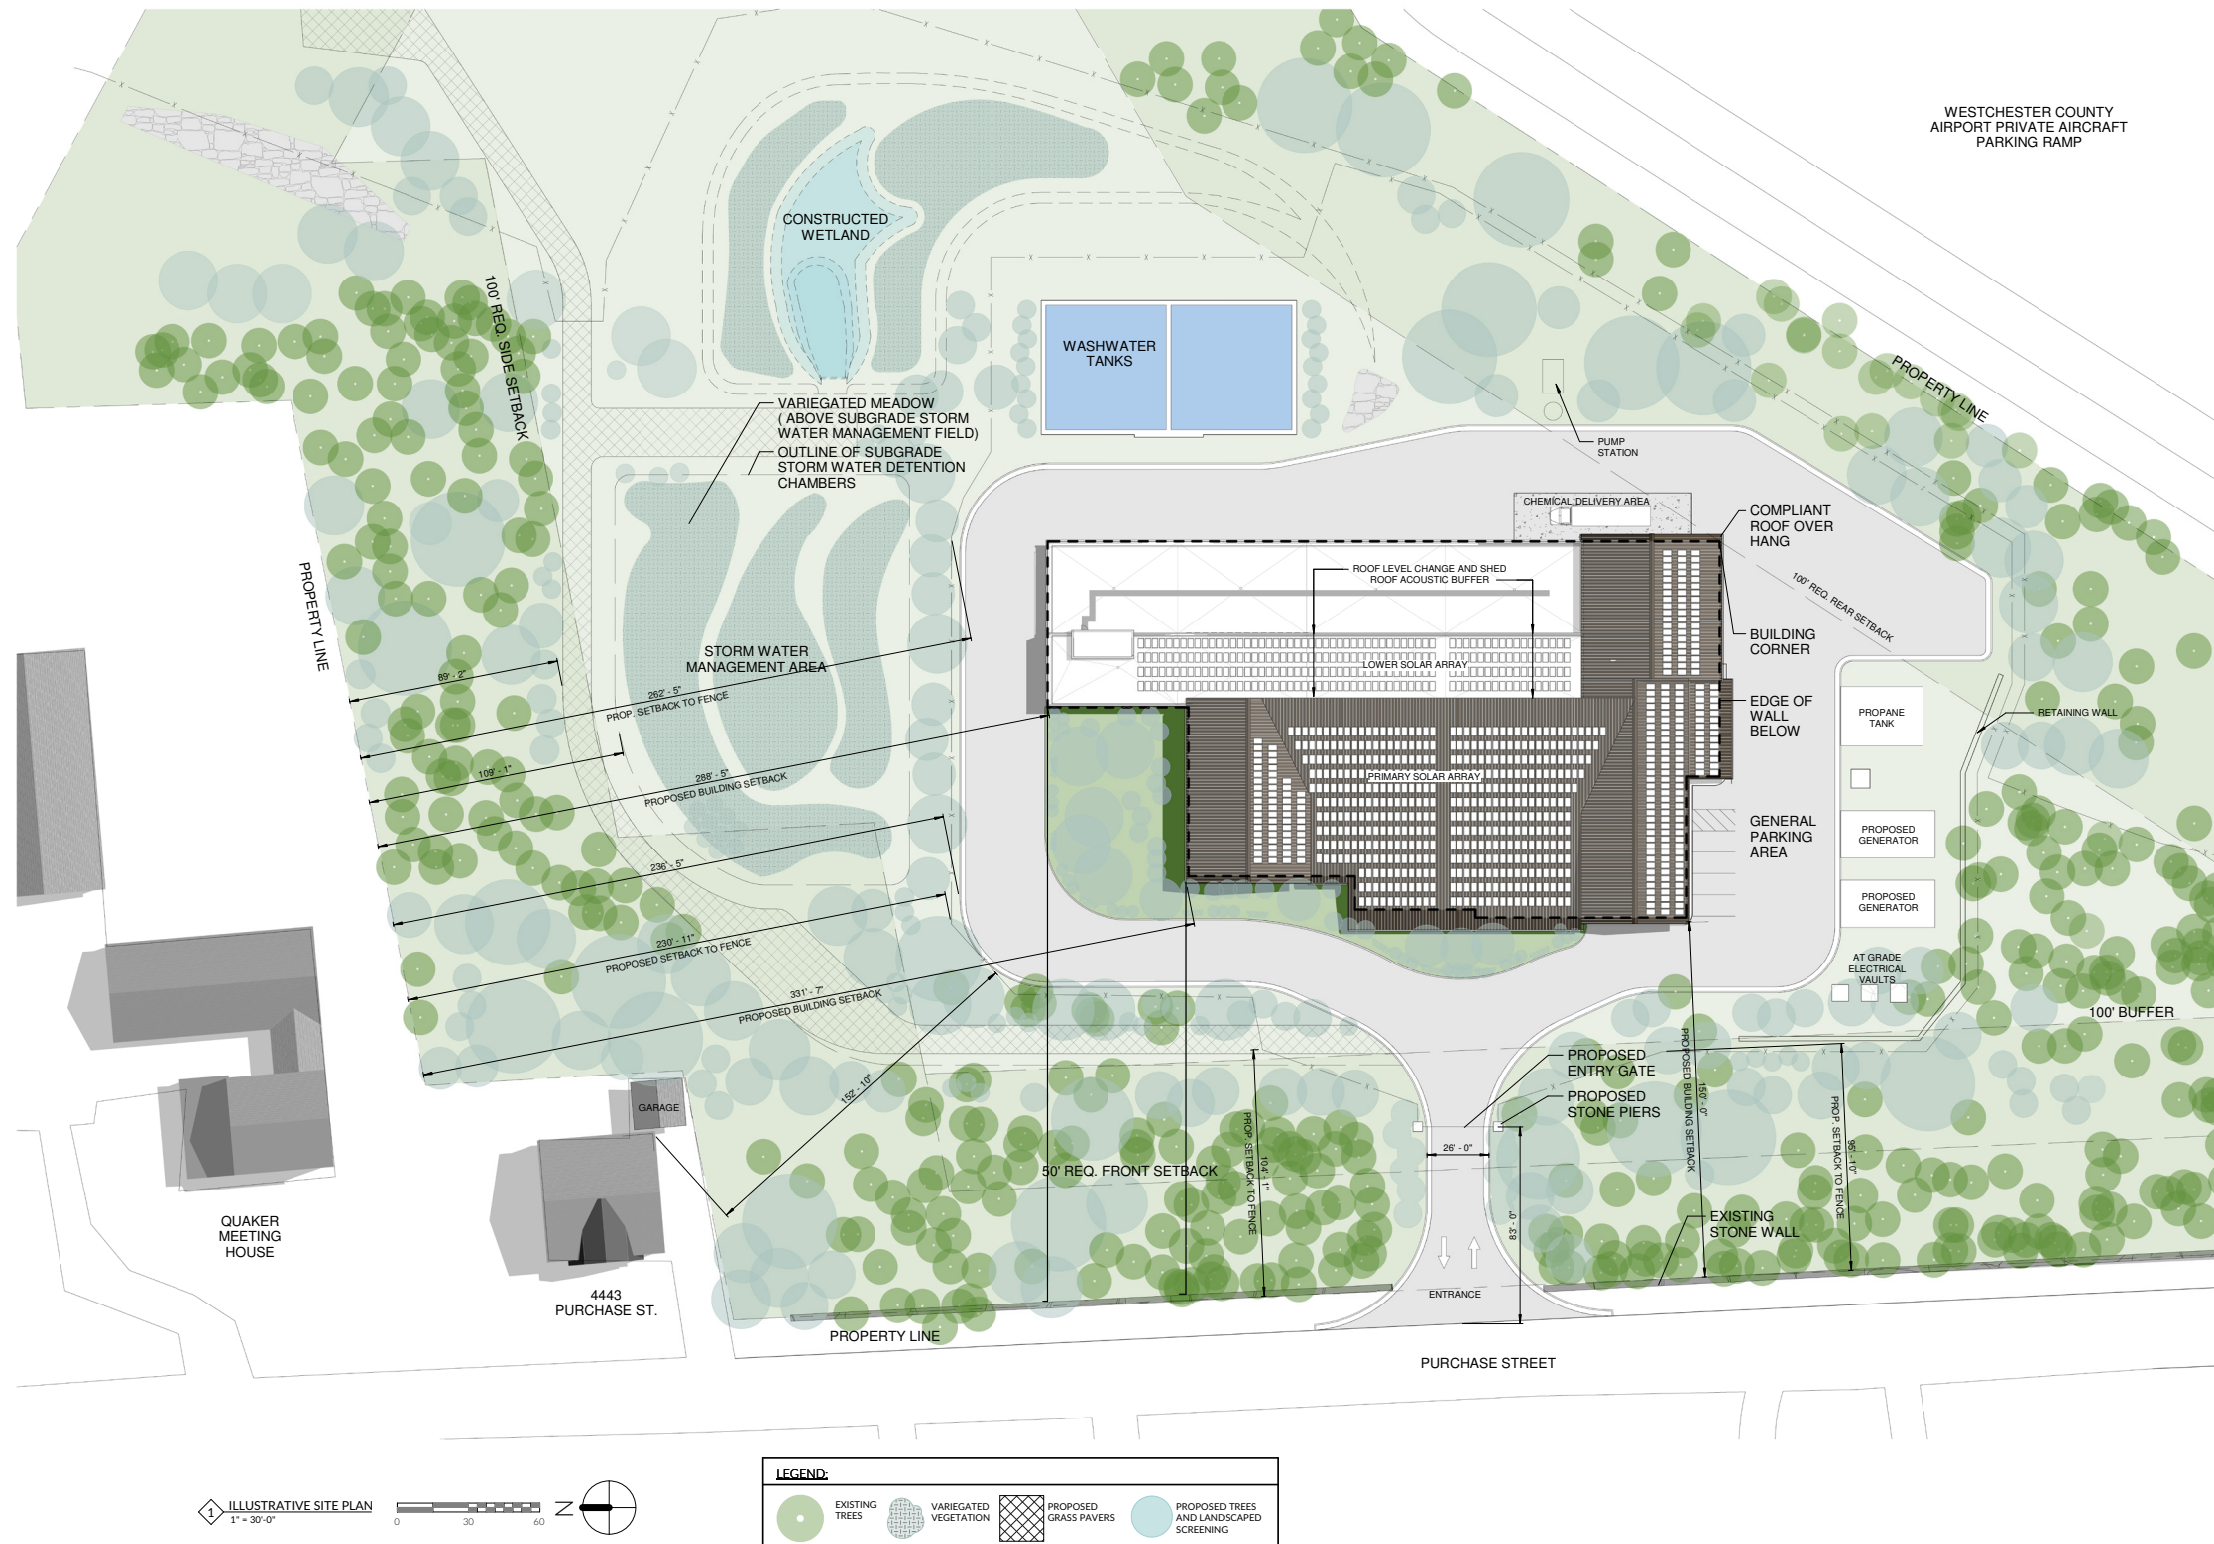 WESTCHESTER COUNTY
AIRPORT PRIVATE AIRCRAFT
PARKING RAMP
CONSTRUCTED
WETLAND
100' REQ. SIDE SETBACK
WASHWATER
TANKS
PROPERTY LINE
VARIEGATED MEADOW
( ABOVE SUBGRADE STORM
WATER MANAGEMENT FIELD)
OUTLINE OF SUBGRADE
STORM WATER DETENTION
CHAMBERS
PUMP
STATION
CHEMICAL DELIVERY AREA
COMPLIANT
ROOF OVER
HANG
ROOF LEVEL CHANGE AND SHED
ROOF ACOUSTIC BUFFER
100' REQ. REAR SETBACK
PROPERTY LINE
BUILDING
CORNER
STORM WATER
MANAGEMENT AREA
LOWER SOLAR ARRAY
89' - 2"
262' - 5"
PROP. SETBACK TO FENCE
EDGE OF
WALL
BELOW
PROPANE
TANK
RETAINING WALL
109' - 1"
288' - 5"
PROPOSED BUILDING SETBACK
PRIMARY SOLAR ARRAY
GENERAL
PARKING
AREA
PROPOSED
GENERATOR
236' - 5"
PROPOSED
GENERATOR
230' - 11"
PROPOSED SETBACK TO FENCE
AT GRADE
ELECTRICAL
VAULTS
331' - 7"
PROPOSED BUILDING SETBACK
100' BUFFER
152' - 10"
PROPOSED
ENTRY GATE
PROPOSED
STONE PIERS
GARAGE
150' - 0"
PROPOSED BUILDING SETBACK
95' - 10"
PROP. SETBACK TO FENCE
104' - 1"
PROP. SETBACK TO FENCE
26' - 0"
50' REQ. FRONT SETBACK
83' - 0"
EXISTING
STONE WALL
QUAKER
MEETING
HOUSE
4443
PURCHASE ST.
ENTRANCE
PROPERTY LINE
PURCHASE STREET
1
ILLUSTRATIVE SITE PLAN
1" = 30'-0"
0 30 60
N
LEGEND:
EXISTING
TREES
VARIEGATED
VEGETATION
PROPOSED
GRASS PAVERS
PROPOSED TREES
AND LANDSCAPED
SCREENING